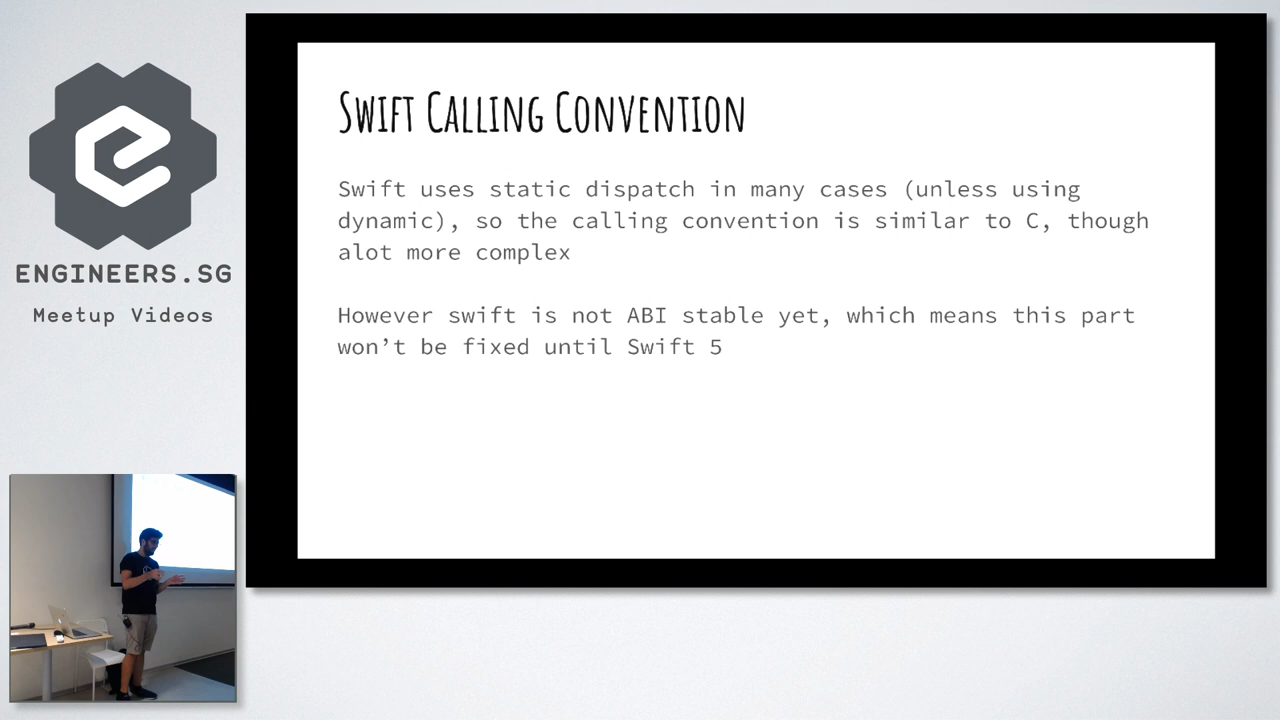 ENGINEERS.SG
Meetup Videos
SWIFT CALLING CONVENTION
Swift uses static dispatch in many cases (unless using
dynamic), so the calling convention is similar to C, though
alot more complex
However swift is not ABI stable yet, which means this part
won’t be fixed until Swift 5